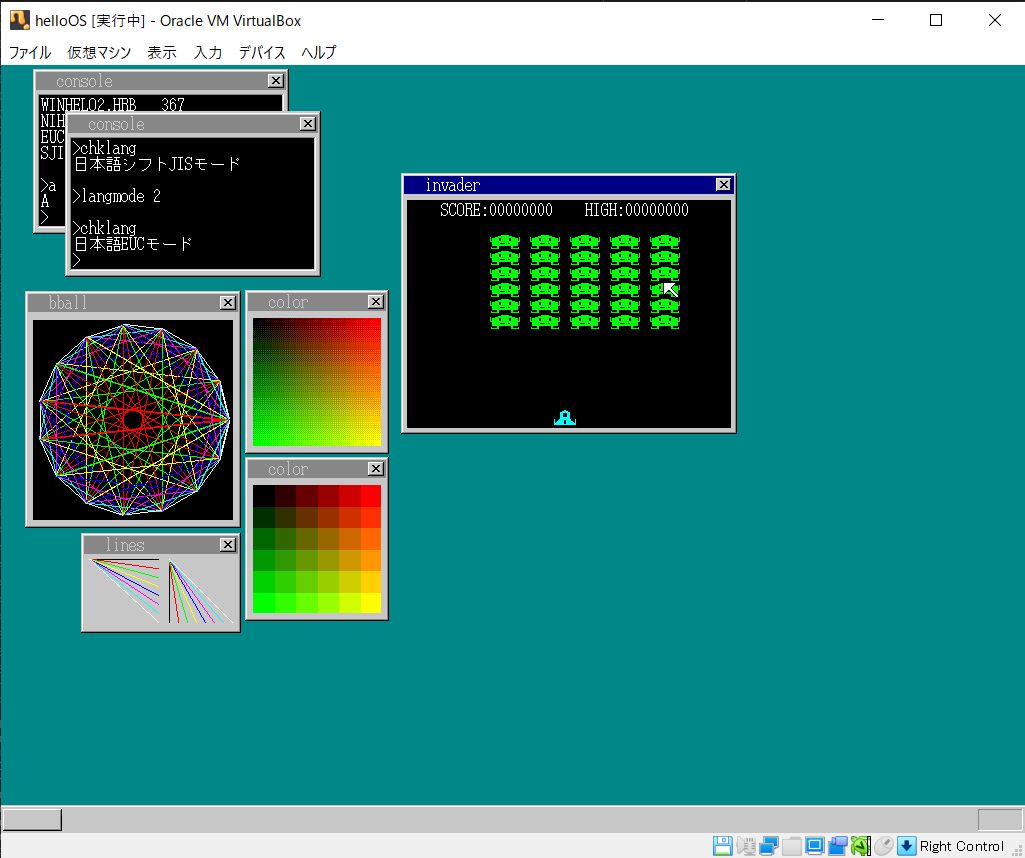 helloOS [実行中] - Oracle VM VirtualBox
ファイル 仮想マシン 表示 入力 デバイス ヘルプ
console
WINHELO2.HRB 367
NIH
EUC
SJI
>a
A
>
console
>chklang
日本語シフトJISモード
>langmode 2
>chklang
日本語EUCモード
>
invader
SCORE:00000000 HIGH:00000000
bball
color
color
lines
Right Control